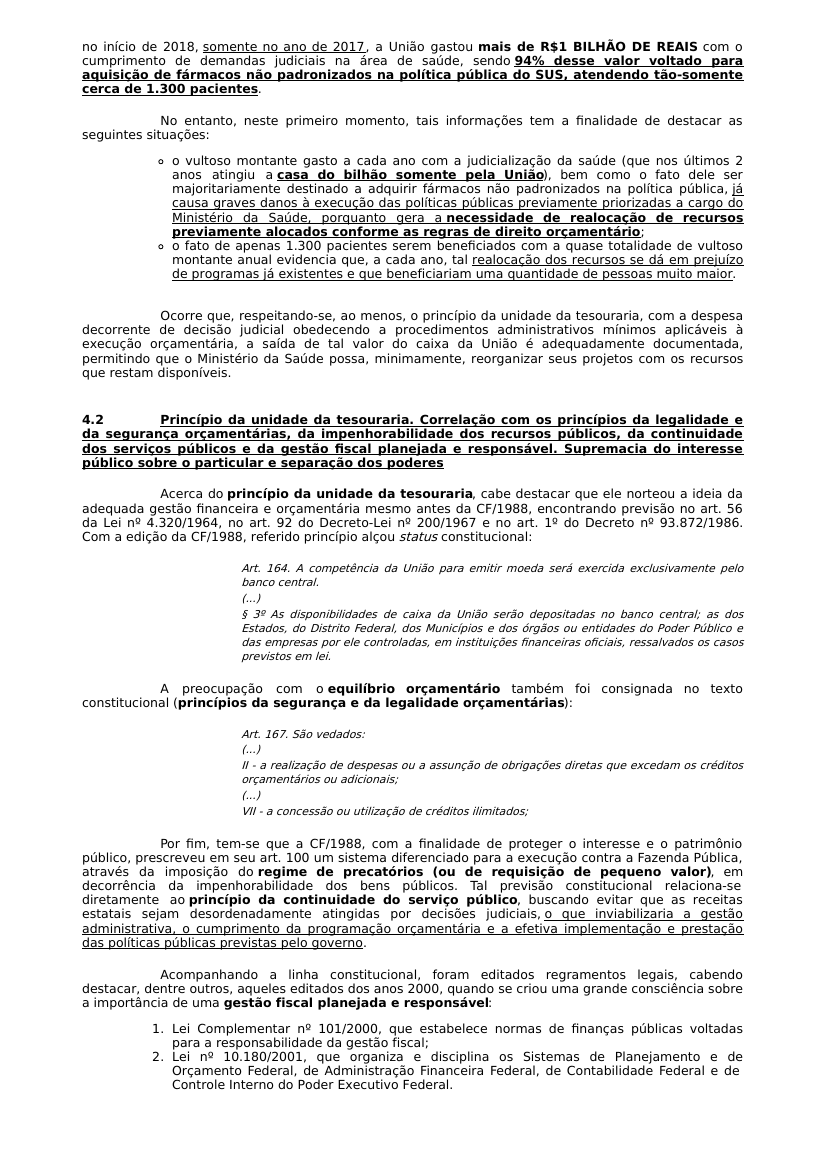 no início de 2018, somente no ano de 2017, a União gastou mais de R$1 BILHÃO DE REAIS com o
cumprimento de demandas judiciais na área de saúde, sendo 94% desse valor voltado para
aquisição de fármacos não padronizados na política pública do SUS, atendendo tão-somente
cerca de 1.300 pacientes.
No entanto, neste primeiro momento, tais informações tem a finalidade de destacar as
seguintes situações:
o vultoso montante gasto a cada ano com a judicialização da saúde (que nos últimos 2
anos atingiu a casa do bilhão somente pela União), bem como o fato dele ser
majoritariamente destinado a adquirir fármacos não padronizados na política pública, já
causa graves danos à execução das políticas públicas previamente priorizadas a cargo do
Ministério da Saúde, porquanto gera a necessidade de realocação de recursos
previamente alocados conforme as regras de direito orçamentário;
o fato de apenas 1.300 pacientes serem beneficiados com a quase totalidade de vultoso
montante anual evidencia que, a cada ano, tal realocação dos recursos se dá em prejuízo
de programas já existentes e que beneficiariam uma quantidade de pessoas muito maior.
Ocorre que, respeitando-se, ao menos, o princípio da unidade da tesouraria, com a despesa
decorrente de decisão judicial obedecendo a procedimentos administrativos mínimos aplicáveis à
execução orçamentária, a saída de tal valor do caixa da União é adequadamente documentada,
permitindo que o Ministério da Saúde possa, minimamente, reorganizar seus projetos com os recursos
que restam disponíveis.
4.2 Princípio da unidade da tesouraria. Correlação com os princípios da legalidade e
da segurança orçamentárias, da impenhorabilidade dos recursos públicos, da continuidade
dos serviços públicos e da gestão fiscal planejada e responsável. Supremacia do interesse
público sobre o particular e separação dos poderes
Acerca do princípio da unidade da tesouraria, cabe destacar que ele norteou a ideia da
adequada gestão financeira e orçamentária mesmo antes da CF/1988, encontrando previsão no art. 56
da Lei nº 4.320/1964, no art. 92 do Decreto-Lei nº 200/1967 e no art. 1º do Decreto nº 93.872/1986.
Com a edição da CF/1988, referido princípio alçou status constitucional:
Art. 164. A competência da União para emitir moeda será exercida exclusivamente pelo
banco central.
(...)
§ 3º As disponibilidades de caixa da União serão depositadas no banco central; as dos
Estados, do Distrito Federal, dos Municípios e dos órgãos ou entidades do Poder Público e
das empresas por ele controladas, em instituições financeiras oficiais, ressalvados os casos
previstos em lei.
A preocupação com o equilíbrio orçamentário também foi consignada no texto
constitucional (princípios da segurança e da legalidade orçamentárias):
Art. 167. São vedados:
(...)
II - a realização de despesas ou a assunção de obrigações diretas que excedam os créditos
orçamentários ou adicionais;
(...)
VII - a concessão ou utilização de créditos ilimitados;
Por fim, tem-se que a CF/1988, com a finalidade de proteger o interesse e o patrimônio
público, prescreveu em seu art. 100 um sistema diferenciado para a execução contra a Fazenda Pública,
através da imposição do regime de precatórios (ou de requisição de pequeno valor), em
decorrência da impenhorabilidade dos bens públicos. Tal previsão constitucional relaciona-se
diretamente ao princípio da continuidade do serviço público, buscando evitar que as receitas
estatais sejam desordenadamente atingidas por decisões judiciais, o que inviabilizaria a gestão
administrativa, o cumprimento da programação orçamentária e a efetiva implementação e prestação
das políticas públicas previstas pelo governo.
Acompanhando a linha constitucional, foram editados regramentos legais, cabendo
destacar, dentre outros, aqueles editados dos anos 2000, quando se criou uma grande consciência sobre
a importância de uma gestão fiscal planejada e responsável:
1. Lei Complementar nº 101/2000, que estabelece normas de finanças públicas voltadas
para a responsabilidade da gestão fiscal;
2. Lei nº 10.180/2001, que organiza e disciplina os Sistemas de Planejamento e de
Orçamento Federal, de Administração Financeira Federal, de Contabilidade Federal e de
Controle Interno do Poder Executivo Federal.